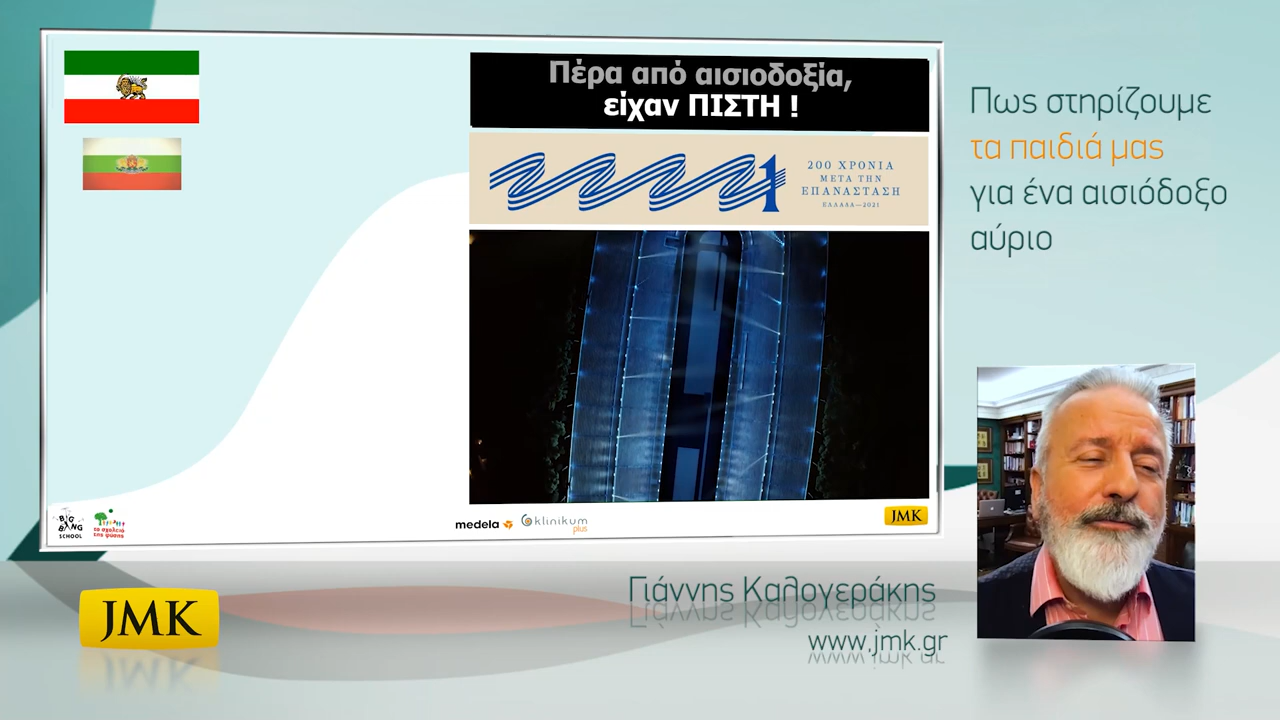 Πέρα από αισιοδοξία,
είχαν ΠΙΣΤΗ !
1
200 ΧΡΟΝΙΑ
ΜΕΤΑ ΤΗΝ
ΕΠΑΝΑΣΤΑΣΗ
ΕΛΛΑΔΑ—2021
Πως στηρίζουμε
τα παιδιά μας
για ένα αισιόδοξο
αύριο
BIG BANG
SCHOOL
το σχολείο
της φύσης
medela
klinikum
plus
JMK
JMK
Γιάννης Καλογεράκης
www.jmk.gr